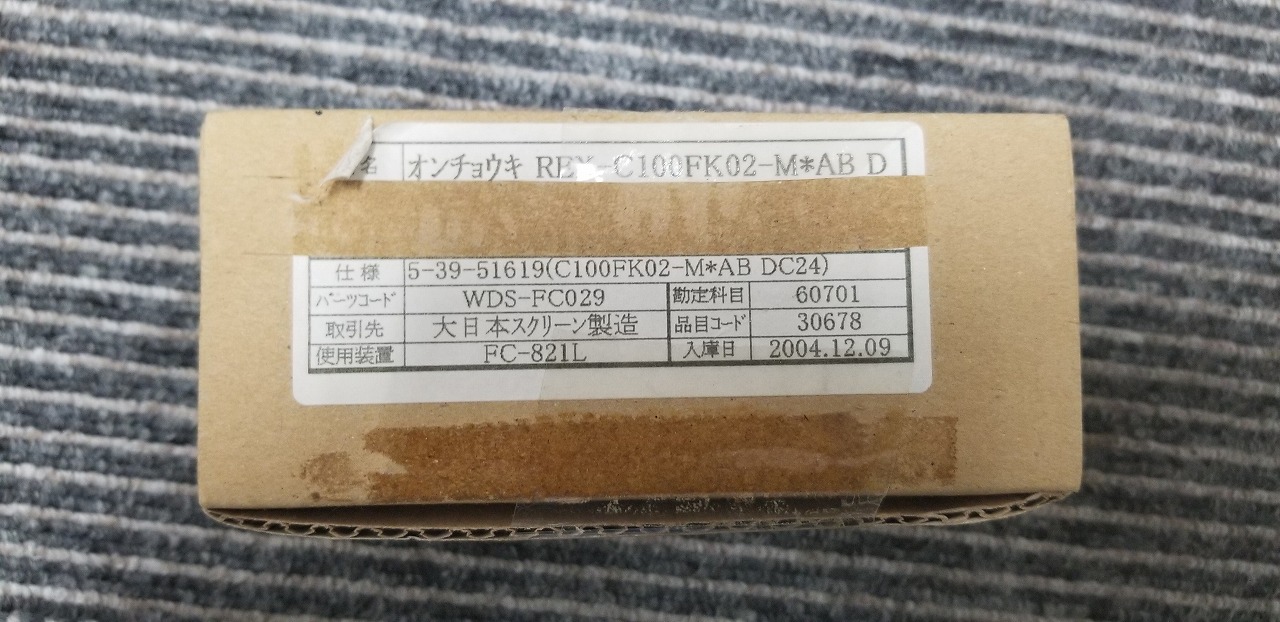 名 オンチョウキ REX-C100FK02-M*AB D
仕様 5-39-51619(C100FK02-M*AB DC24)
パーツコード WDS-FC029 勘定科目 60701
取引先 大日本スクリーン製造 品目コード 30678
使用装置 FC-821L 入庫日 2004.12.09